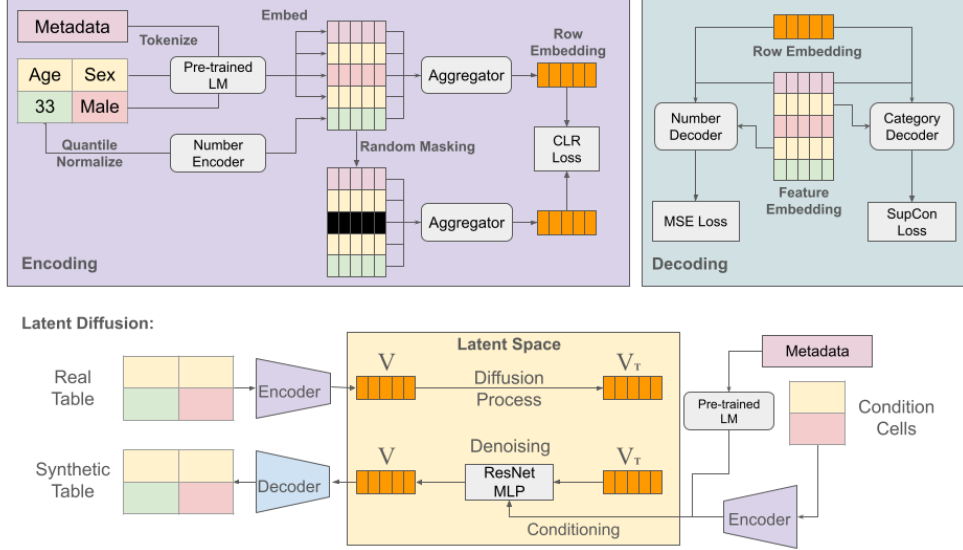 Metadata
Tokenize
Embed
Row
Embedding
Age
Sex
33
Male
Pre-trained
LM
Aggregator
Quantile
Normalize
Number
Encoder
Random Masking
CLR
Loss
Aggregator
Encoding
Row Embedding
Number
Decoder
Category
Decoder
Feature
Embedding
MSE Loss
SupCon
Loss
Decoding
Latent Diffusion:
Latent Space
Real
Table
Encoder
V
Diffusion
Process
V_T
Metadata
Pre-trained
LM
Condition
Cells
Synthetic
Table
Decoder
V
Denoising
ResNet
MLP
V_T
Conditioning
Encoder